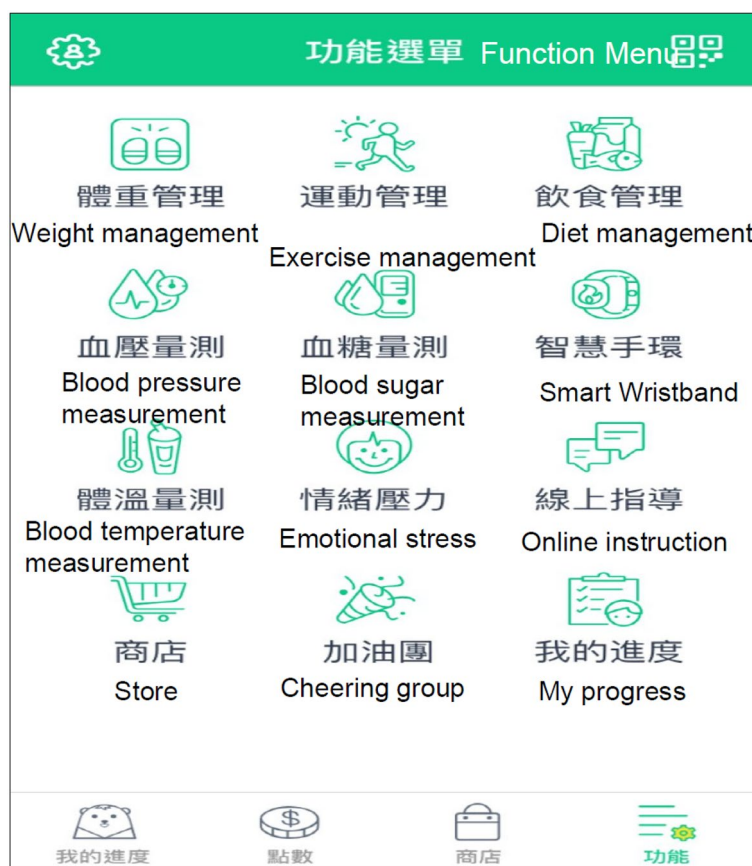 功能選單 Function Menu
體重管理 運動管理 飲食管理
Weight management Exercise management Diet management
血壓量測 血糖量測 智慧手環
Blood pressure measurement Blood sugar measurement Smart Wristband
體溫量測 情緒壓力 線上指導
Blood temperature measurement Emotional stress Online instruction
商店 加油團 我的進度
Store Cheering group My progress
我的進度 點數 商店 功能